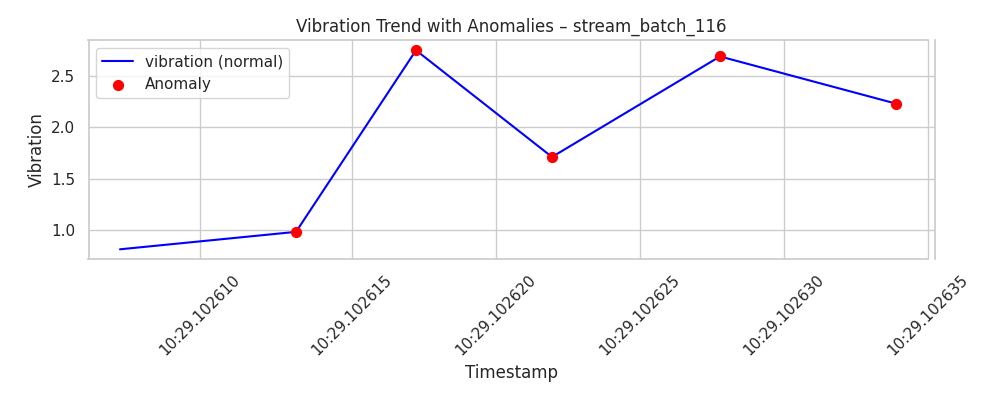 Vibration Trend with Anomalies – stream_batch_116
vibration (normal)
Anomaly
Vibration
2.5
2.0
1.5
1.0
10:29.102610
10:29.102615
10:29.102620
10:29.102625
10:29.102630
10:29.102635
Timestamp